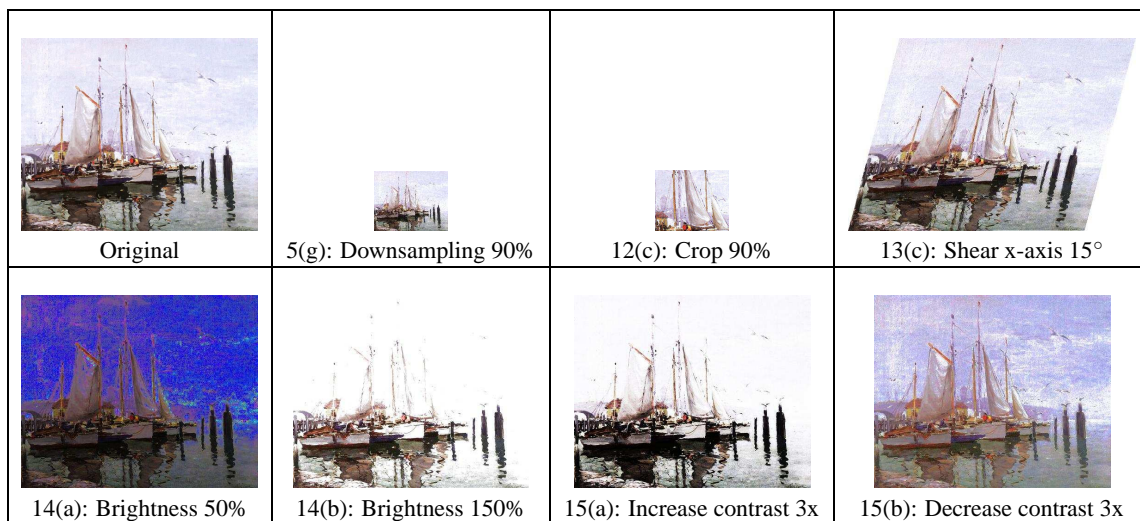 Original
5(g): Downsampling 90%
12(c): Crop 90%
13(c): Shear x-axis 15°
14(a): Brightness 50%
14(b): Brightness 150%
15(a): Increase contrast 3x
15(b): Decrease contrast 3x